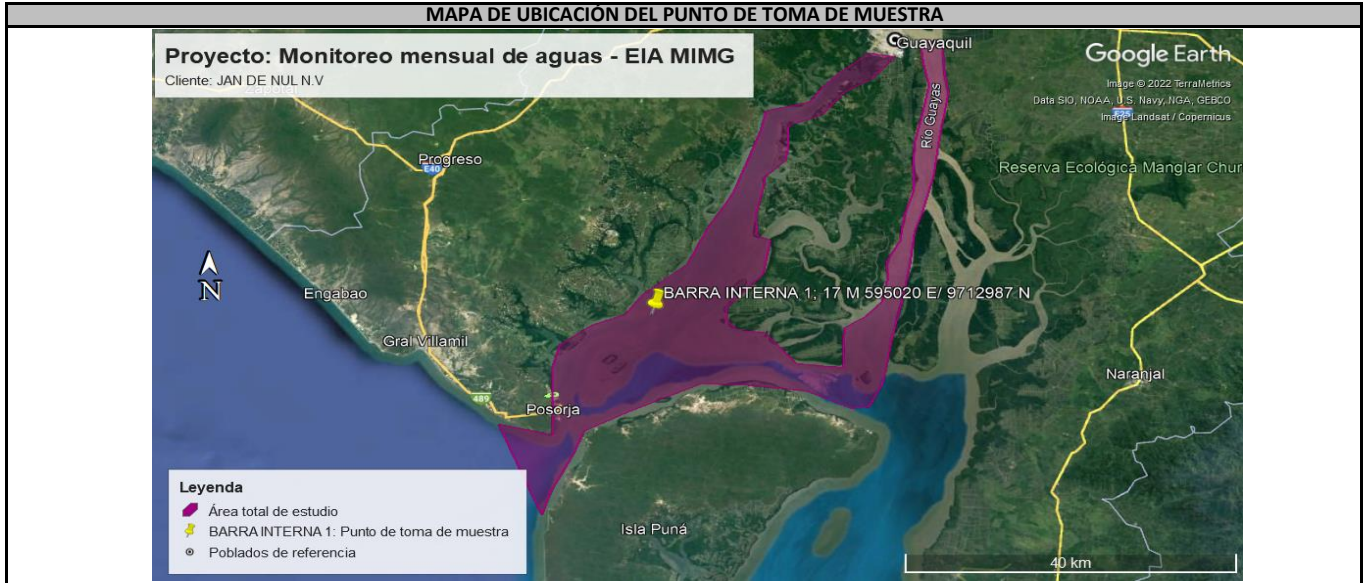 MAPA DE UBICACIÓN DEL PUNTO DE TOMA DE MUESTRA
Proyecto: Monitoreo mensual de aguas - EIA MIMG
Cliente: JAN DE NUL N.V
Guayaquil
Google Earth
Image © 2022 TerraMetrics
Data SIO, NOAA, U.S. Navy, NGA, GEBCO
Image Landsat / Copernicus
E25
Río Guayas
Progreso
E40
Reserva Ecológica Manglar Chur
N
Engabao
BARRA INTERNA 1; 17 M 595020 E/ 9712987 N
Gral Villamil
Naranjal
489
Posorja
Leyenda
Área total de estudio
BARRA INTERNA 1: Punto de toma de muestra
Poblados de referencia
Isla Puná
40 km